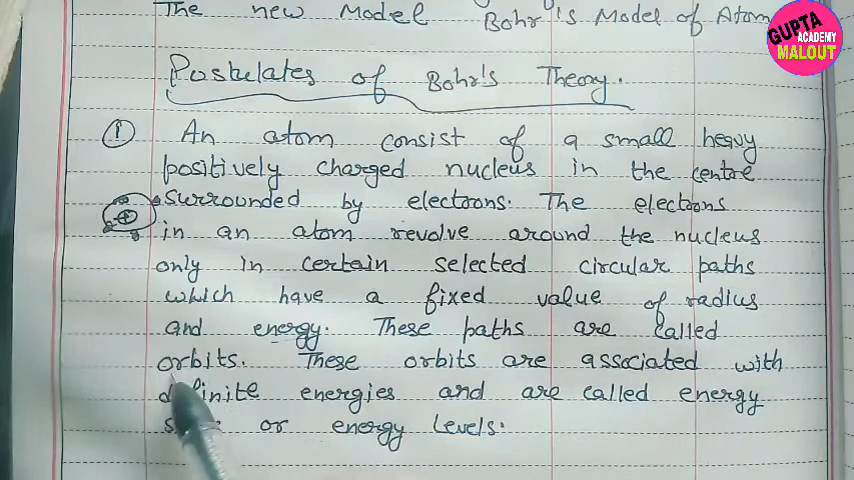 The new Model Bohr's Model of Atom
GUPTA
ACADEMY
MALOUT
Postulates of Bohr's Theory.
① An atom consist of a small heavy
positively charged nucleus in the centre
surrounded by electrons. The electrons
in an atom revolve around the nucleus
only in certain selected circular paths
which have a fixed value of radius
and energy. These paths are called
orbits. These orbits are associated with
definite energies and are called energy
or energy levels.